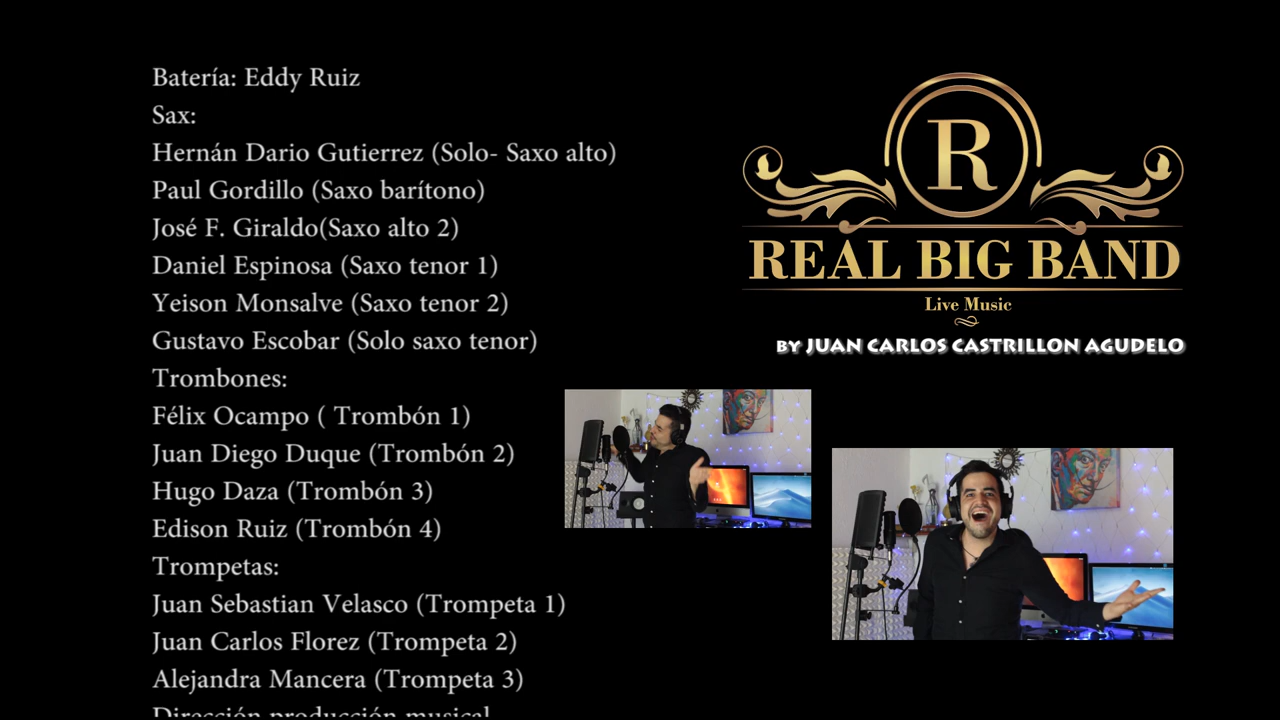 Batería: Eddy Ruiz
Sax:
Hernán Dario Gutierrez (Solo- Saxo alto)
Paul Gordillo (Saxo barítono)
José F. Giraldo(Saxo alto 2)
Daniel Espinosa (Saxo tenor 1)
Yeison Monsalve (Saxo tenor 2)
Gustavo Escobar (Solo saxo tenor)
Trombones:
Félix Ocampo ( Trombón 1)
Juan Diego Duque (Trombón 2)
Hugo Daza (Trombón 3)
Edison Ruiz (Trombón 4)
Trompetas:
Juan Sebastian Velasco (Trompeta 1)
Juan Carlos Florez (Trompeta 2)
Alejandra Mancera (Trompeta 3)
Dirección producción musical
R
REAL BIG BAND
Live Music
BY JUAN CARLOS CASTRILLON AGUDELO